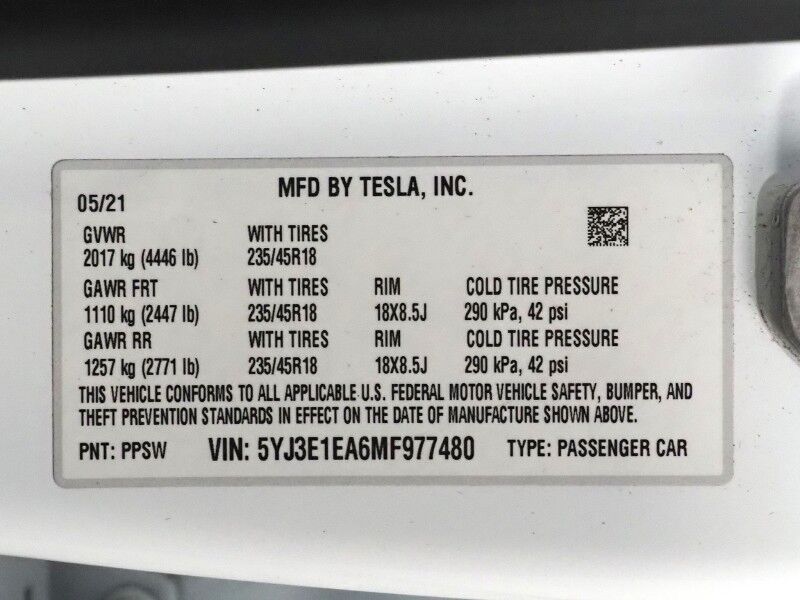 MFD BY TESLA, INC.
05/21
GVWR WITH TIRES
2017 kg (4446 lb) 235/45R18
GAWR FRT WITH TIRES RIM COLD TIRE PRESSURE
1110 kg (2447 lb) 235/45R18 18X8.5J 290 kPa, 42 psi
GAWR RR WITH TIRES RIM COLD TIRE PRESSURE
1257 kg (2771 lb) 235/45R18 18X8.5J 290 kPa, 42 psi
THIS VEHICLE CONFORMS TO ALL APPLICABLE U.S. FEDERAL MOTOR VEHICLE SAFETY, BUMPER, AND
THEFT PREVENTION STANDARDS IN EFFECT ON THE DATE OF MANUFACTURE SHOWN ABOVE.
PNT: PPSW VIN: 5YJ3E1EA6MF977480 TYPE: PASSENGER CAR